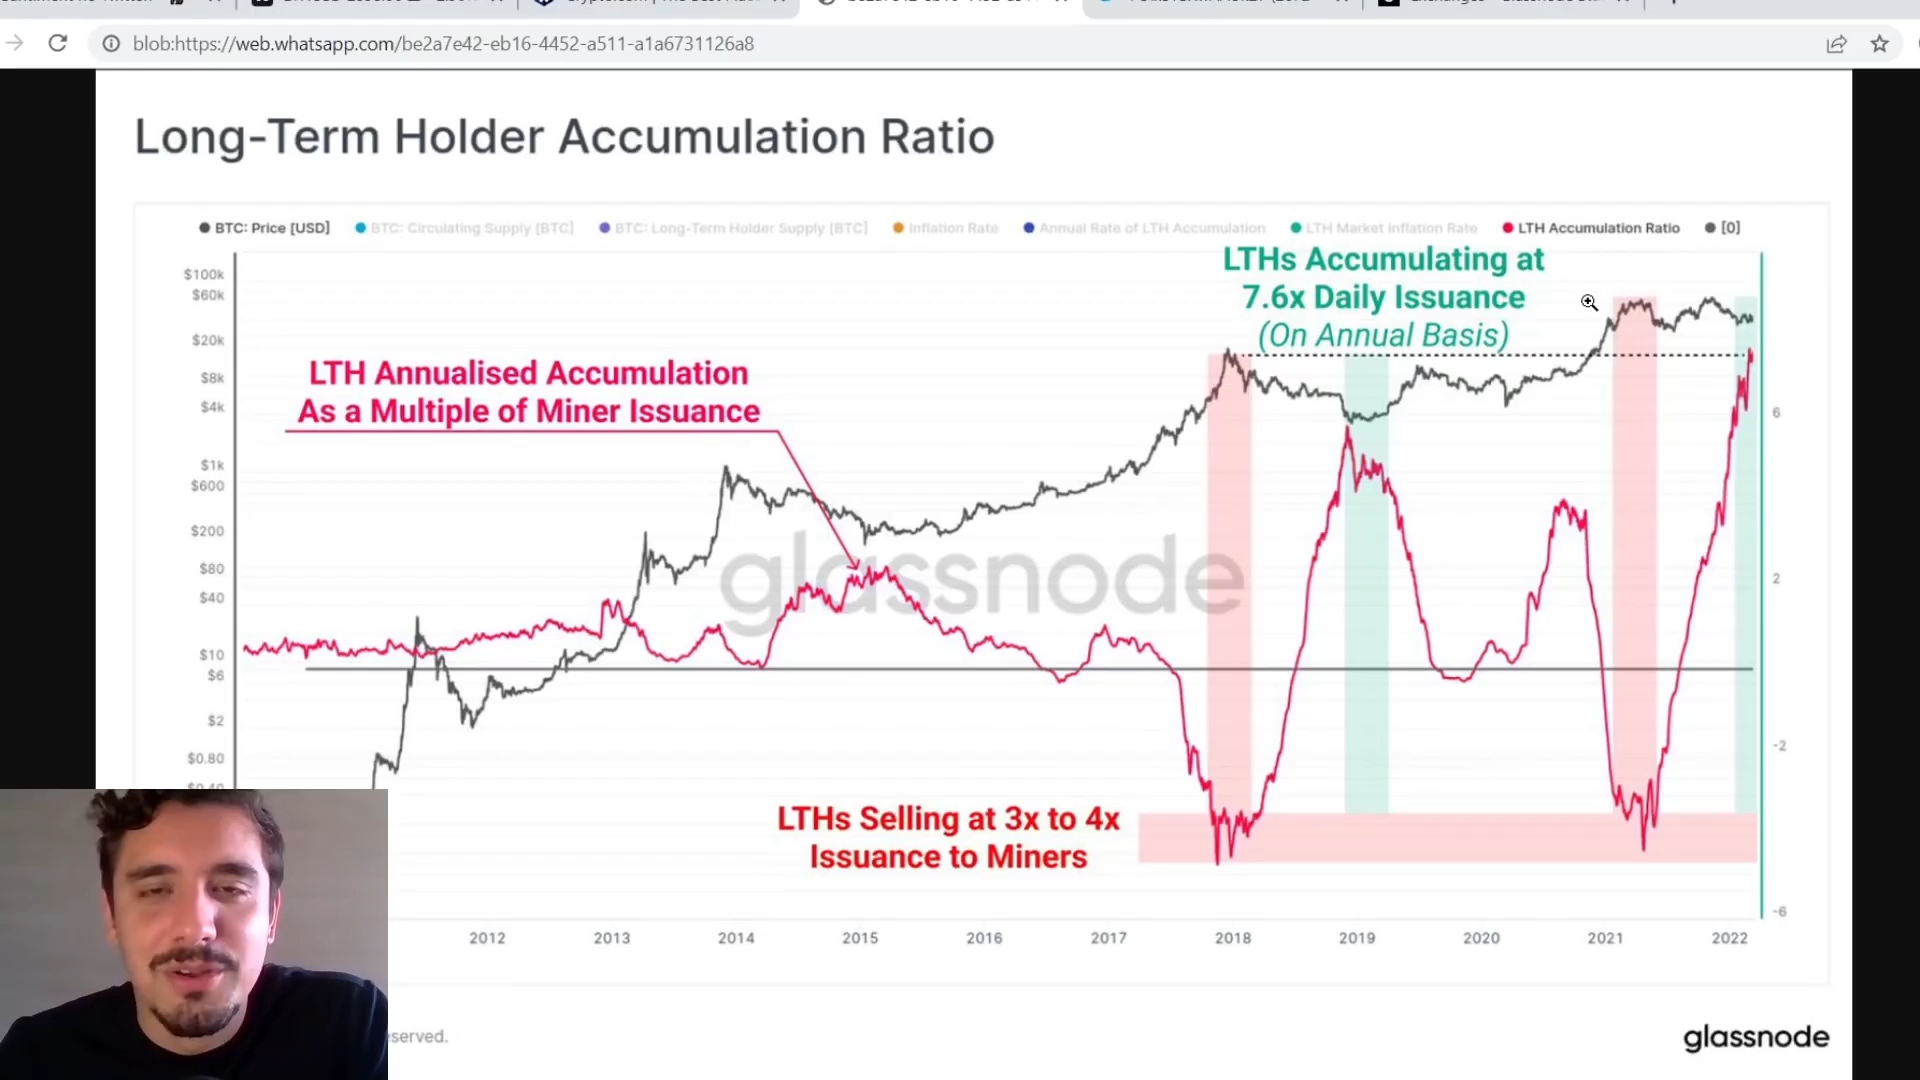 blob:https://web.whatsapp.com/be2a7e42-eb16-4452-a511-a1a6731126a8
Long-Term Holder Accumulation Ratio
BTC: Price [USD] BTC: Circulating Supply [BTC] BTC: Long-Term Holder Supply [BTC] Inflation Rate Annual Rate of LTH Accumulation LTH Market Inflation Rate LTH Accumulation Ratio [0]
LTHs Accumulating at
7.6x Daily Issuance
(On Annual Basis)
LTH Annualised Accumulation
As a Multiple of Miner Issuance
$100k
$60k
$20k
$8k
$4k
$1k
$600
$200
$80
$40
$10
$6
$2
$0.80
6
2
-2
-6
glassnode
LTHs Selling at 3x to 4x
Issuance to Miners
2012 2013 2014 2015 2016 2017 2018 2019 2020 2021 2022
served.
glassnode